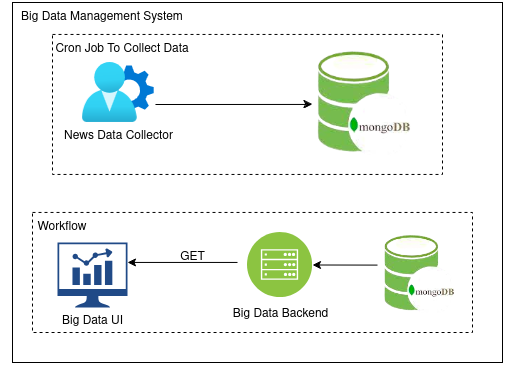 Big Data Management System
Cron Job To Collect Data
News Data Collector
mongoDB
Workflow
GET
mongoDB
Big Data UI
Big Data Backend